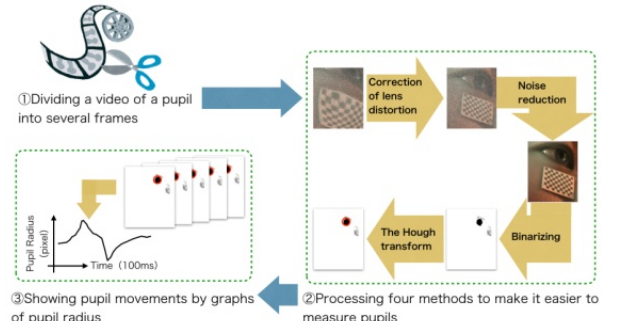 ①Dividing a video of a pupil
into several frames
Correction
of lens
distortion
Noise
reduction
Binarizing
The Hough
transform
Pupil Radius
(pixel)
Time（100ms）
③Showing pupil movements by graphs
of pupil radius
②Processing four methods to make it easier to
measure pupils